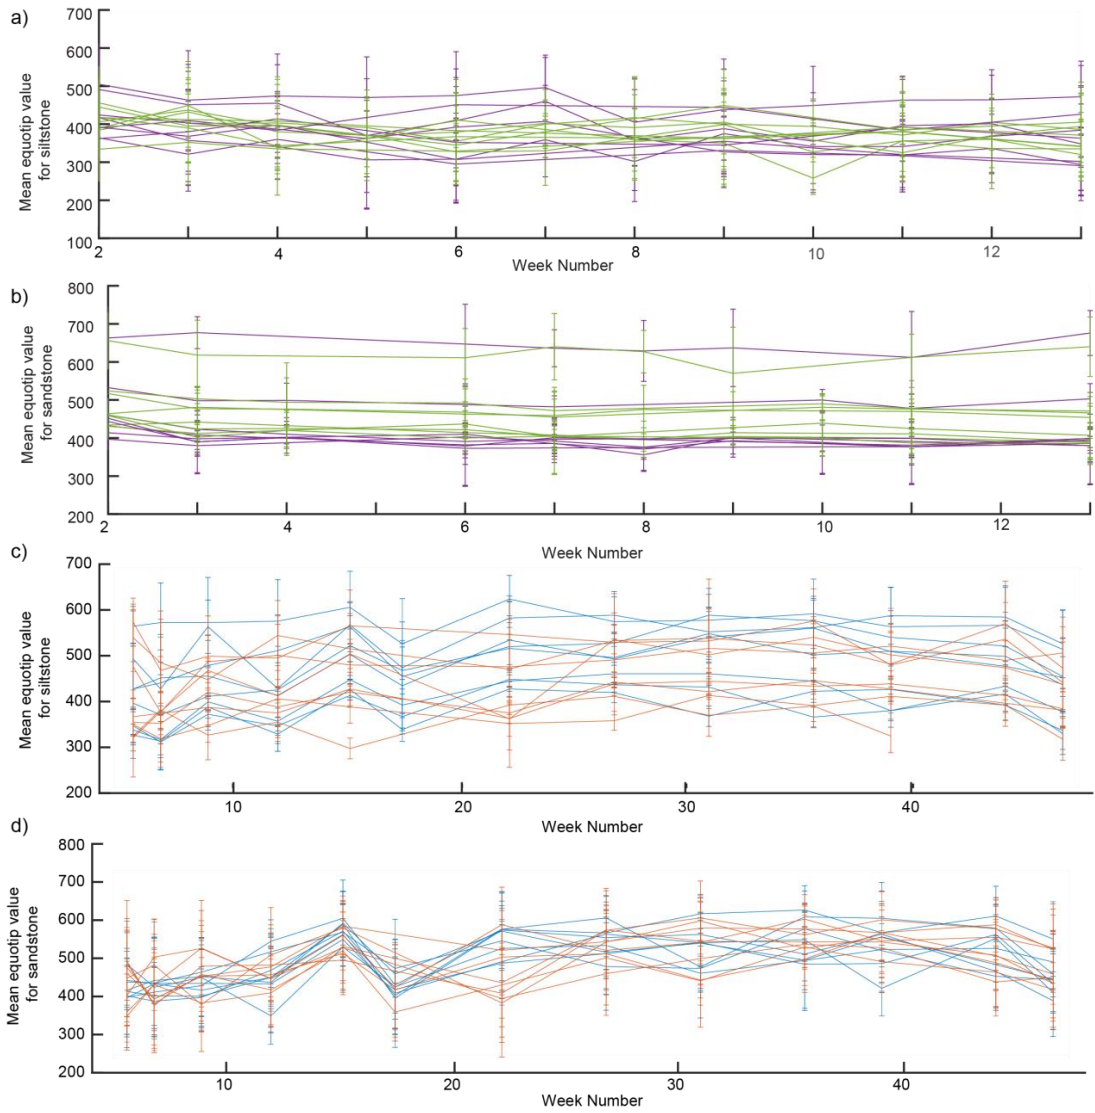 a)
700
600
500
400
300
200
100
Mean equotip value
for siltstone
2
4
6
8
10
12
Week Number
b)
800
700
600
500
400
300
200
Mean equotip value
for sandstone
2
4
6
8
10
12
Week Number
c)
700
600
500
400
300
200
Mean equotip value
for siltstone
10
20
30
40
Week Number
d)
800
700
600
500
400
300
200
Mean equotip value
for sandstone
10
20
30
40
Week Number